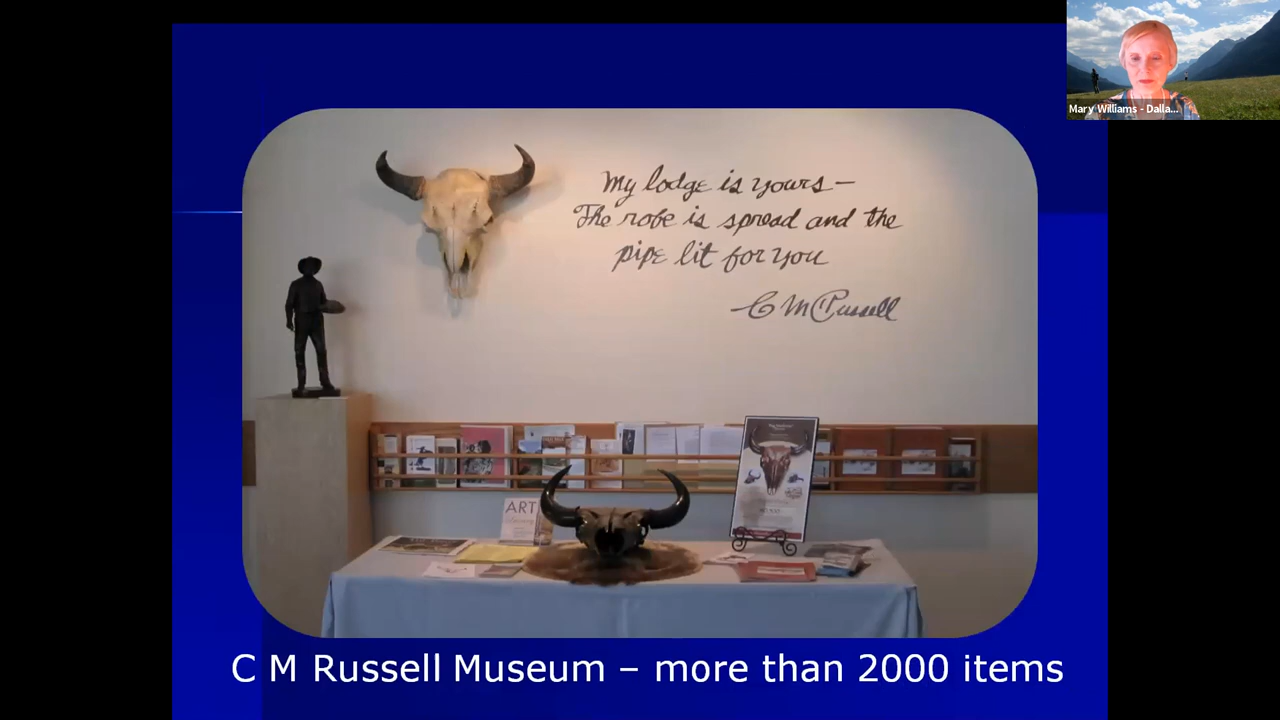 Mary Williams - Dalla...
My lodge is yours —
The robe is spread and the
pipe lit for you
C M Russell
ART
C M Russell Museum – more than 2000 items